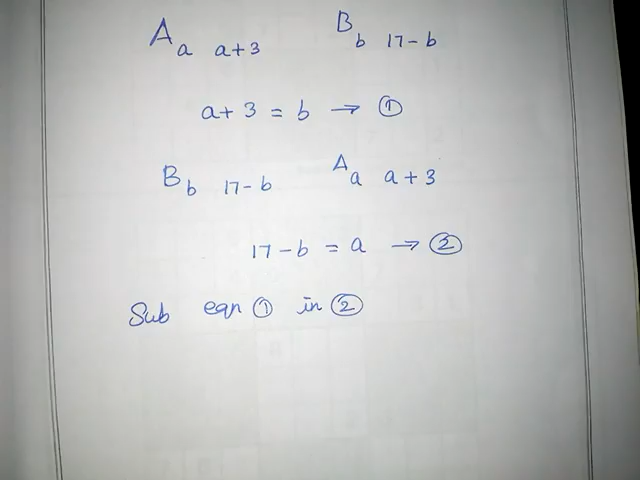 A a a+3 B b 17-b
a+3 = b → ①
B b 17-b A a a+3
17-b = a → ②
Sub eqn ① in ②